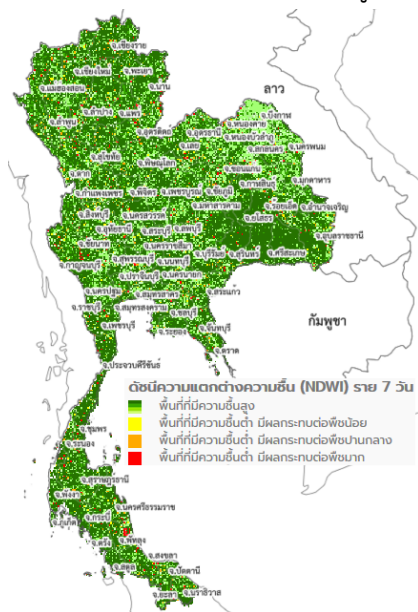 จ.เชียงราย
จ.เชียงใหม่
จ.พะเยา
จ.แม่ฮ่องสอน
จ.น่าน
ลาว
จ.ลำปาง
จ.แพร่
จ.ลำพูน
จ.อุตรดิตถ์
จ.อุดรธานี
จ.หนองคาย
จ.บึงกาฬ
จ.เลย
จ.หนองบัวลำภู
จ.สกลนคร
จ.นครพนม
จ.สุโขทัย
จ.พิษณุโลก
จ.ตาก
จ.ขอนแก่น
จ.กาฬสินธุ์
จ.มุกดาหาร
จ.กำแพงเพชร
จ.พิจิตร
จ.เพชรบูรณ์
จ.ชัยภูมิ
จ.มหาสารคาม
จ.ร้อยเอ็ด
จ.อำนาจเจริญ
จ.ยโสธร
จ.สิงห์บุรี
จ.นครสวรรค์
จ.อุทัยธานี
จ.สระบุรี
จ.ลพบุรี
จ.อุบลราชธานี
จ.ชัยนาท
จ.นครราชสีมา
จ.บุรีรัมย์
จ.สุรินทร์
จ.ศรีสะเกษ
จ.กาญจนบุรี
จ.สุพรรณบุรี
จ.นนทบุรี
จ.ปราจีนบุรี
จ.นครนายก
จ.นครปฐม
จ.สมุทรสาคร
จ.สระแก้ว
จ.ราชบุรี
จ.สมุทรสงคราม
จ.ชลบุรี
จ.เพชรบุรี
จ.ระยอง
จ.จันทบุรี
จ.ตราด
กัมพูชา
จ.ประจวบคีรีขันธ์
ดัชนีความแตกต่างความชื้น (NDWI) ราย 7 วัน
พื้นที่ที่มีความชื้นสูง
พื้นที่ที่มีความชื้นต่ำ มีผลกระทบต่อพืชน้อย
พื้นที่ที่มีความชื้นต่ำ มีผลกระทบต่อพืชปานกลาง
พื้นที่ที่มีความชื้นต่ำ มีผลกระทบต่อพืชมาก
จ.ชุมพร
จ.ระนอง
จ.สุราษฎร์ธานี
จ.พังงา
จ.นครศรีธรรมราช
จ.ภูเก็ต
จ.กระบี่
จ.ตรัง
จ.พัทลุง
จ.สงขลา
จ.สตูล
จ.ปัตตานี
จ.ยะลา
จ.นราธิวาส